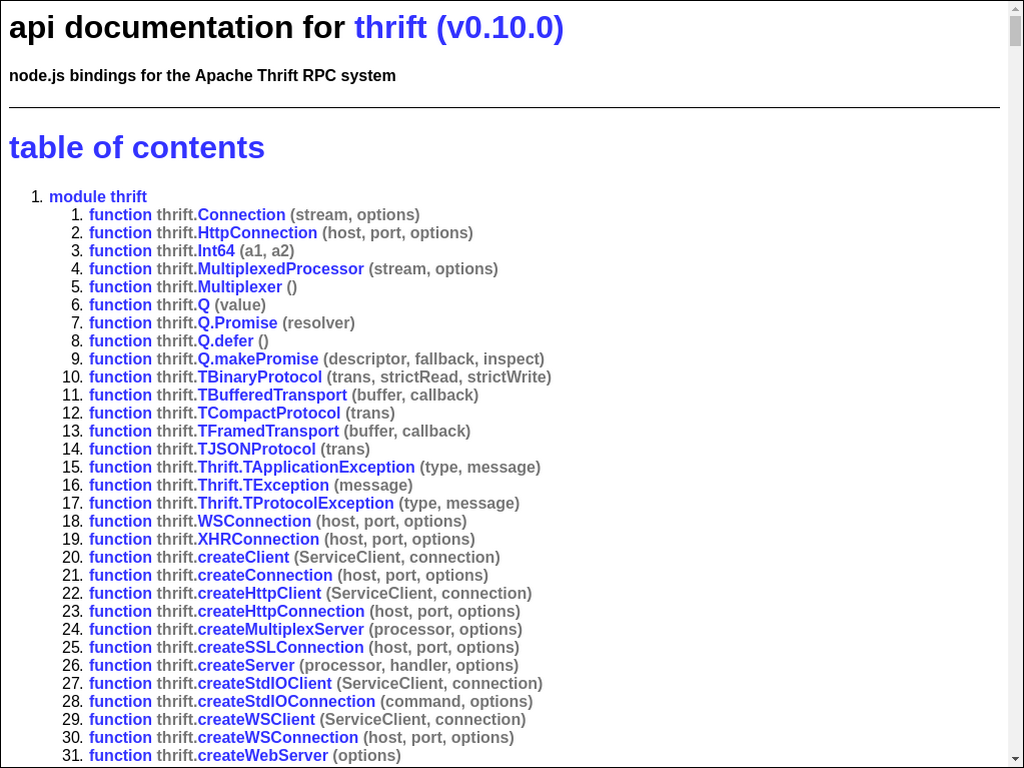 api documentation for thrift (v0.10.0)
node.js bindings for the Apache Thrift RPC system
table of contents
1. module thrift
1. function thrift.Connection (stream, options)
2. function thrift.HttpConnection (host, port, options)
3. function thrift.Int64 (a1, a2)
4. function thrift.MultiplexedProcessor (stream, options)
5. function thrift.Multiplexer ()
6. function thrift.Q (value)
7. function thrift.Q.Promise (resolver)
8. function thrift.Q.defer ()
9. function thrift.Q.makePromise (descriptor, fallback, inspect)
10. function thrift.TBinaryProtocol (trans, strictRead, strictWrite)
11. function thrift.TBufferedTransport (buffer, callback)
12. function thrift.TCompactProtocol (trans)
13. function thrift.TFramedTransport (buffer, callback)
14. function thrift.TJSONProtocol (trans)
15. function thrift.Thrift.TApplicationException (type, message)
16. function thrift.Thrift.TException (message)
17. function thrift.Thrift.TProtocolException (type, message)
18. function thrift.WSConnection (host, port, options)
19. function thrift.XHRConnection (host, port, options)
20. function thrift.createClient (ServiceClient, connection)
21. function thrift.createConnection (host, port, options)
22. function thrift.createHttpClient (ServiceClient, connection)
23. function thrift.createHttpConnection (host, port, options)
24. function thrift.createMultiplexServer (processor, options)
25. function thrift.createSSLConnection (host, port, options)
26. function thrift.createServer (processor, handler, options)
27. function thrift.createStdIOClient (ServiceClient, connection)
28. function thrift.createStdIOConnection (command, options)
29. function thrift.createWSClient (ServiceClient, connection)
30. function thrift.createWSConnection (host, port, options)
31. function thrift.createWebServer (options)